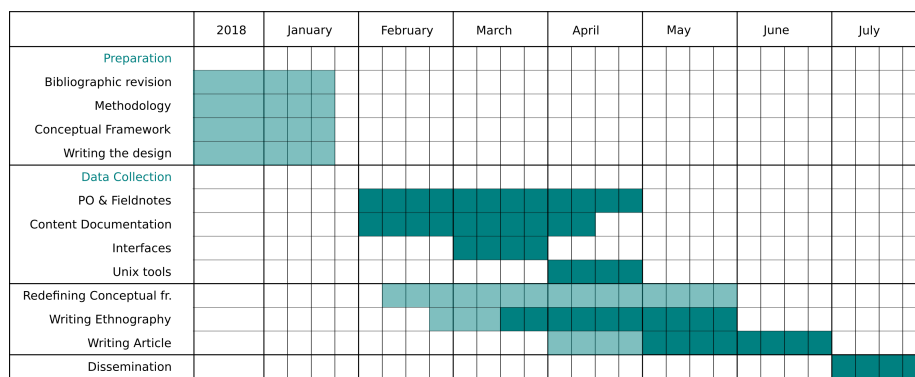 2018 January February March April May June July
Preparation
Bibliographic revision
Methodology
Conceptual Framework
Writing the design
Data Collection
PO & Fieldnotes
Content Documentation
Interfaces
Unix tools
Redefining Conceptual fr.
Writing Ethnography
Writing Article
Dissemination